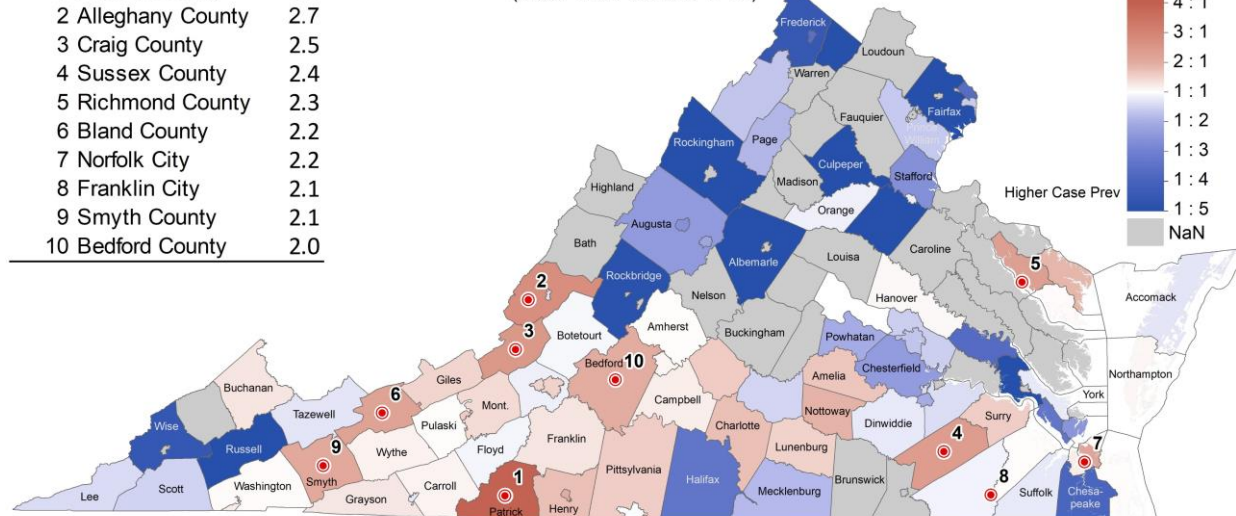 2 Alleghany County 2.7
3 Craig County 2.5
4 Sussex County 2.4
5 Richmond County 2.3
6 Bland County 2.2
7 Norfolk City 2.2
8 Franklin City 2.1
9 Smyth County 2.1
10 Bedford County 2.0
4 : 1
3 : 1
2 : 1
1 : 1
1 : 2
1 : 3
1 : 4
1 : 5
NaN
Higher Case Prev
Frederick
Loudoun
Warren
Fairfax
Fauquier
Prince
William
Rockingham
Page
Culpeper
Stafford
Madison
Highland
Orange
Augusta
Bath
Albemarle
Louisa
Caroline
5
Rockbridge
2
Nelson
Hanover
Accomack
3
Botetourt
Amherst
Buckingham
Powhatan
Bedford 10
Chesterfield
Buchanan
Giles
Amelia
Northampton
6
Mont.
Campbell
York
Tazewell
Nottoway
Surry
Wise
Pulaski
Charlotte
Dinwiddie
4
7
Russell
9
Wythe
Floyd
Franklin
Lunenburg
Smyth
Pittsylvania
8
Lee
Scott
Washington
Carroll
1
Halifax
Brunswick
Grayson
Patrick
Henry
Mecklenburg
Suffolk
Chesa-
peake